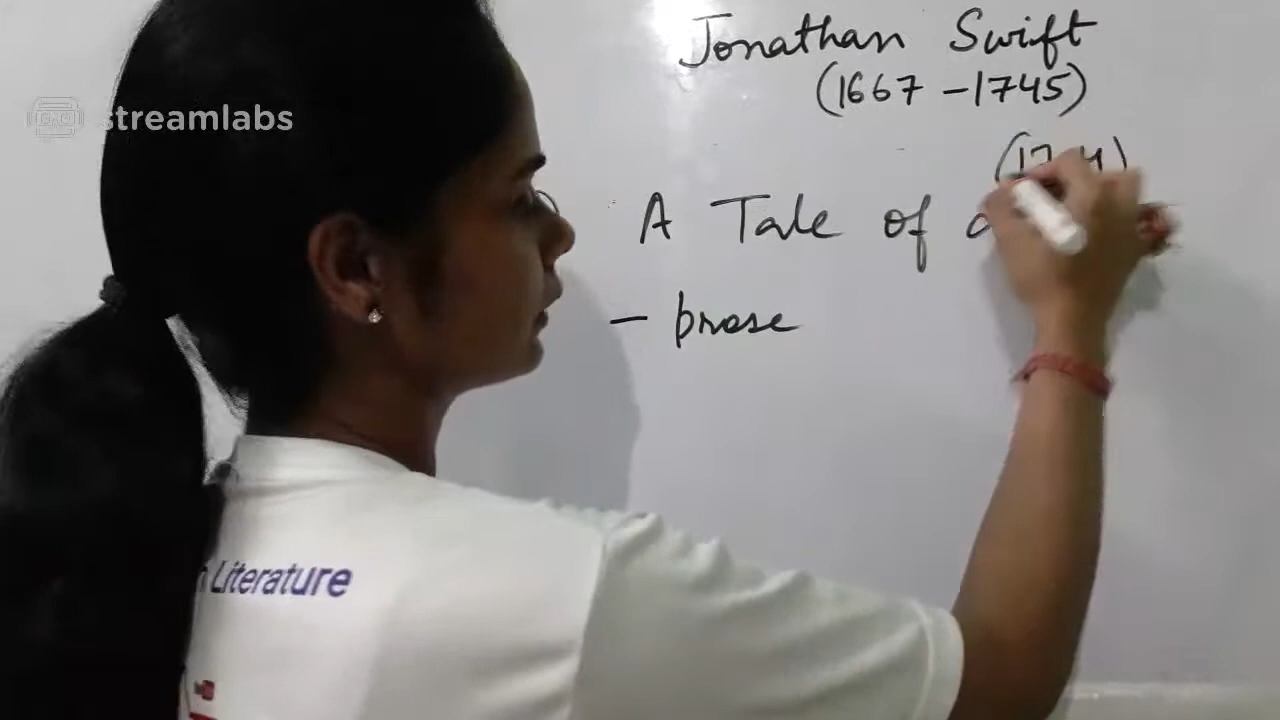 streamlabs
Jonathan Swift
(1667 - 1745)
A Tale of a
- prose
Literature